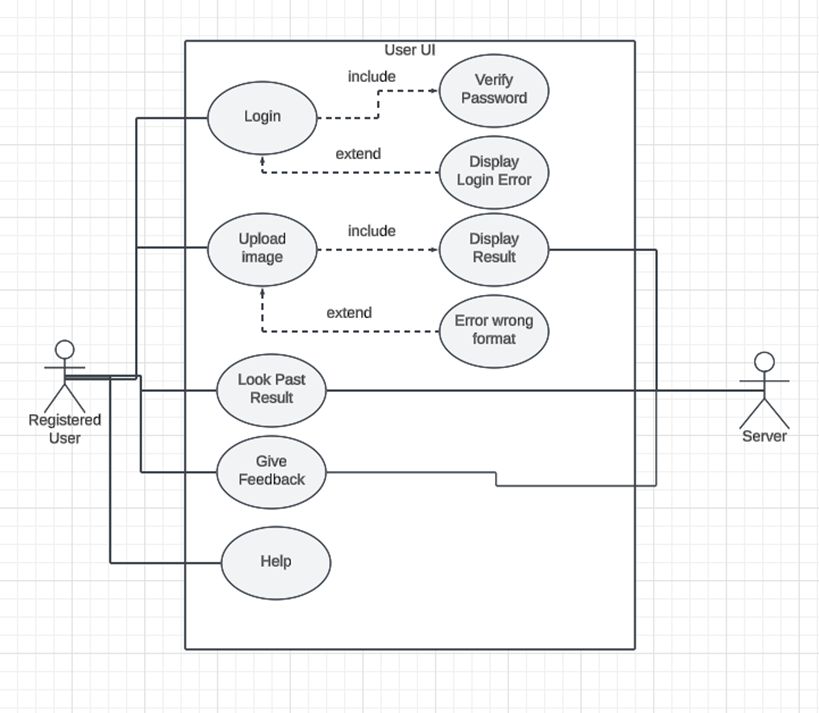 User UI
include
Verify
Password
Login
extend
Display
Login Error
Upload
image
include
Display
Result
extend
Error wrong
format
Look Past
Result
Registered
User
Server
Give
Feedback
Help